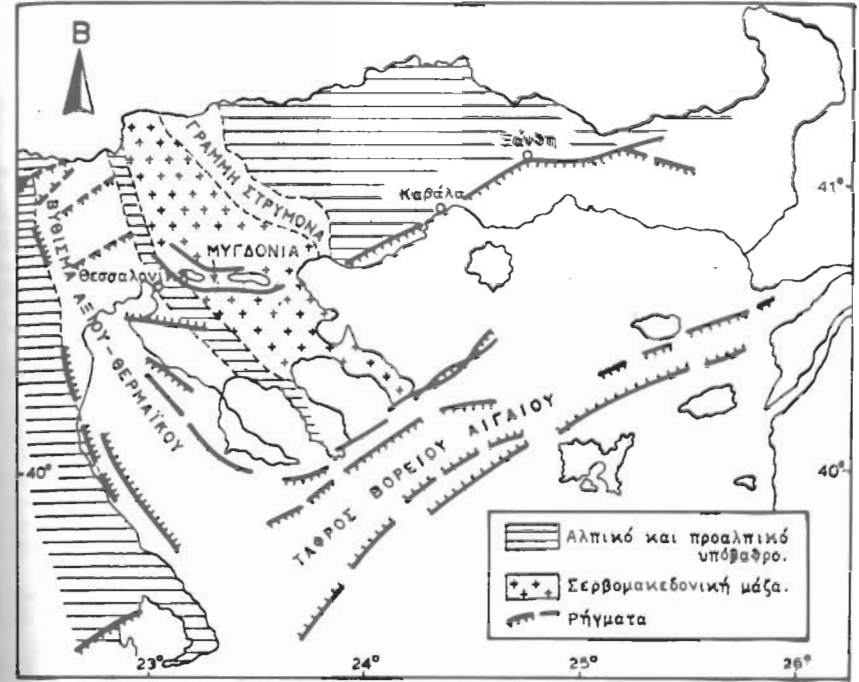 Β
ΓΡΑΜΜΗ ΣΤΡΥΜΟΝΑ
Ξάνθη
Καβάλα
41°
ΜΥΓΔΟΝΙΑ
Θεσσαλονί
ΒΥΘΙΣΜΑ ΑΞΙΟΥ-ΘΕΡΜΑΪΚΟΥ
ΤΑΦΡΟΣ ΒΟΡΕΙΟΥ ΑΙΓΑΙΟΥ
40°
40°
Αλπικό και προαλπικό
υπόβαθρο.
Σερβομακεδονική μάζα.
Ρήγματα
23°
24°
25°
26°